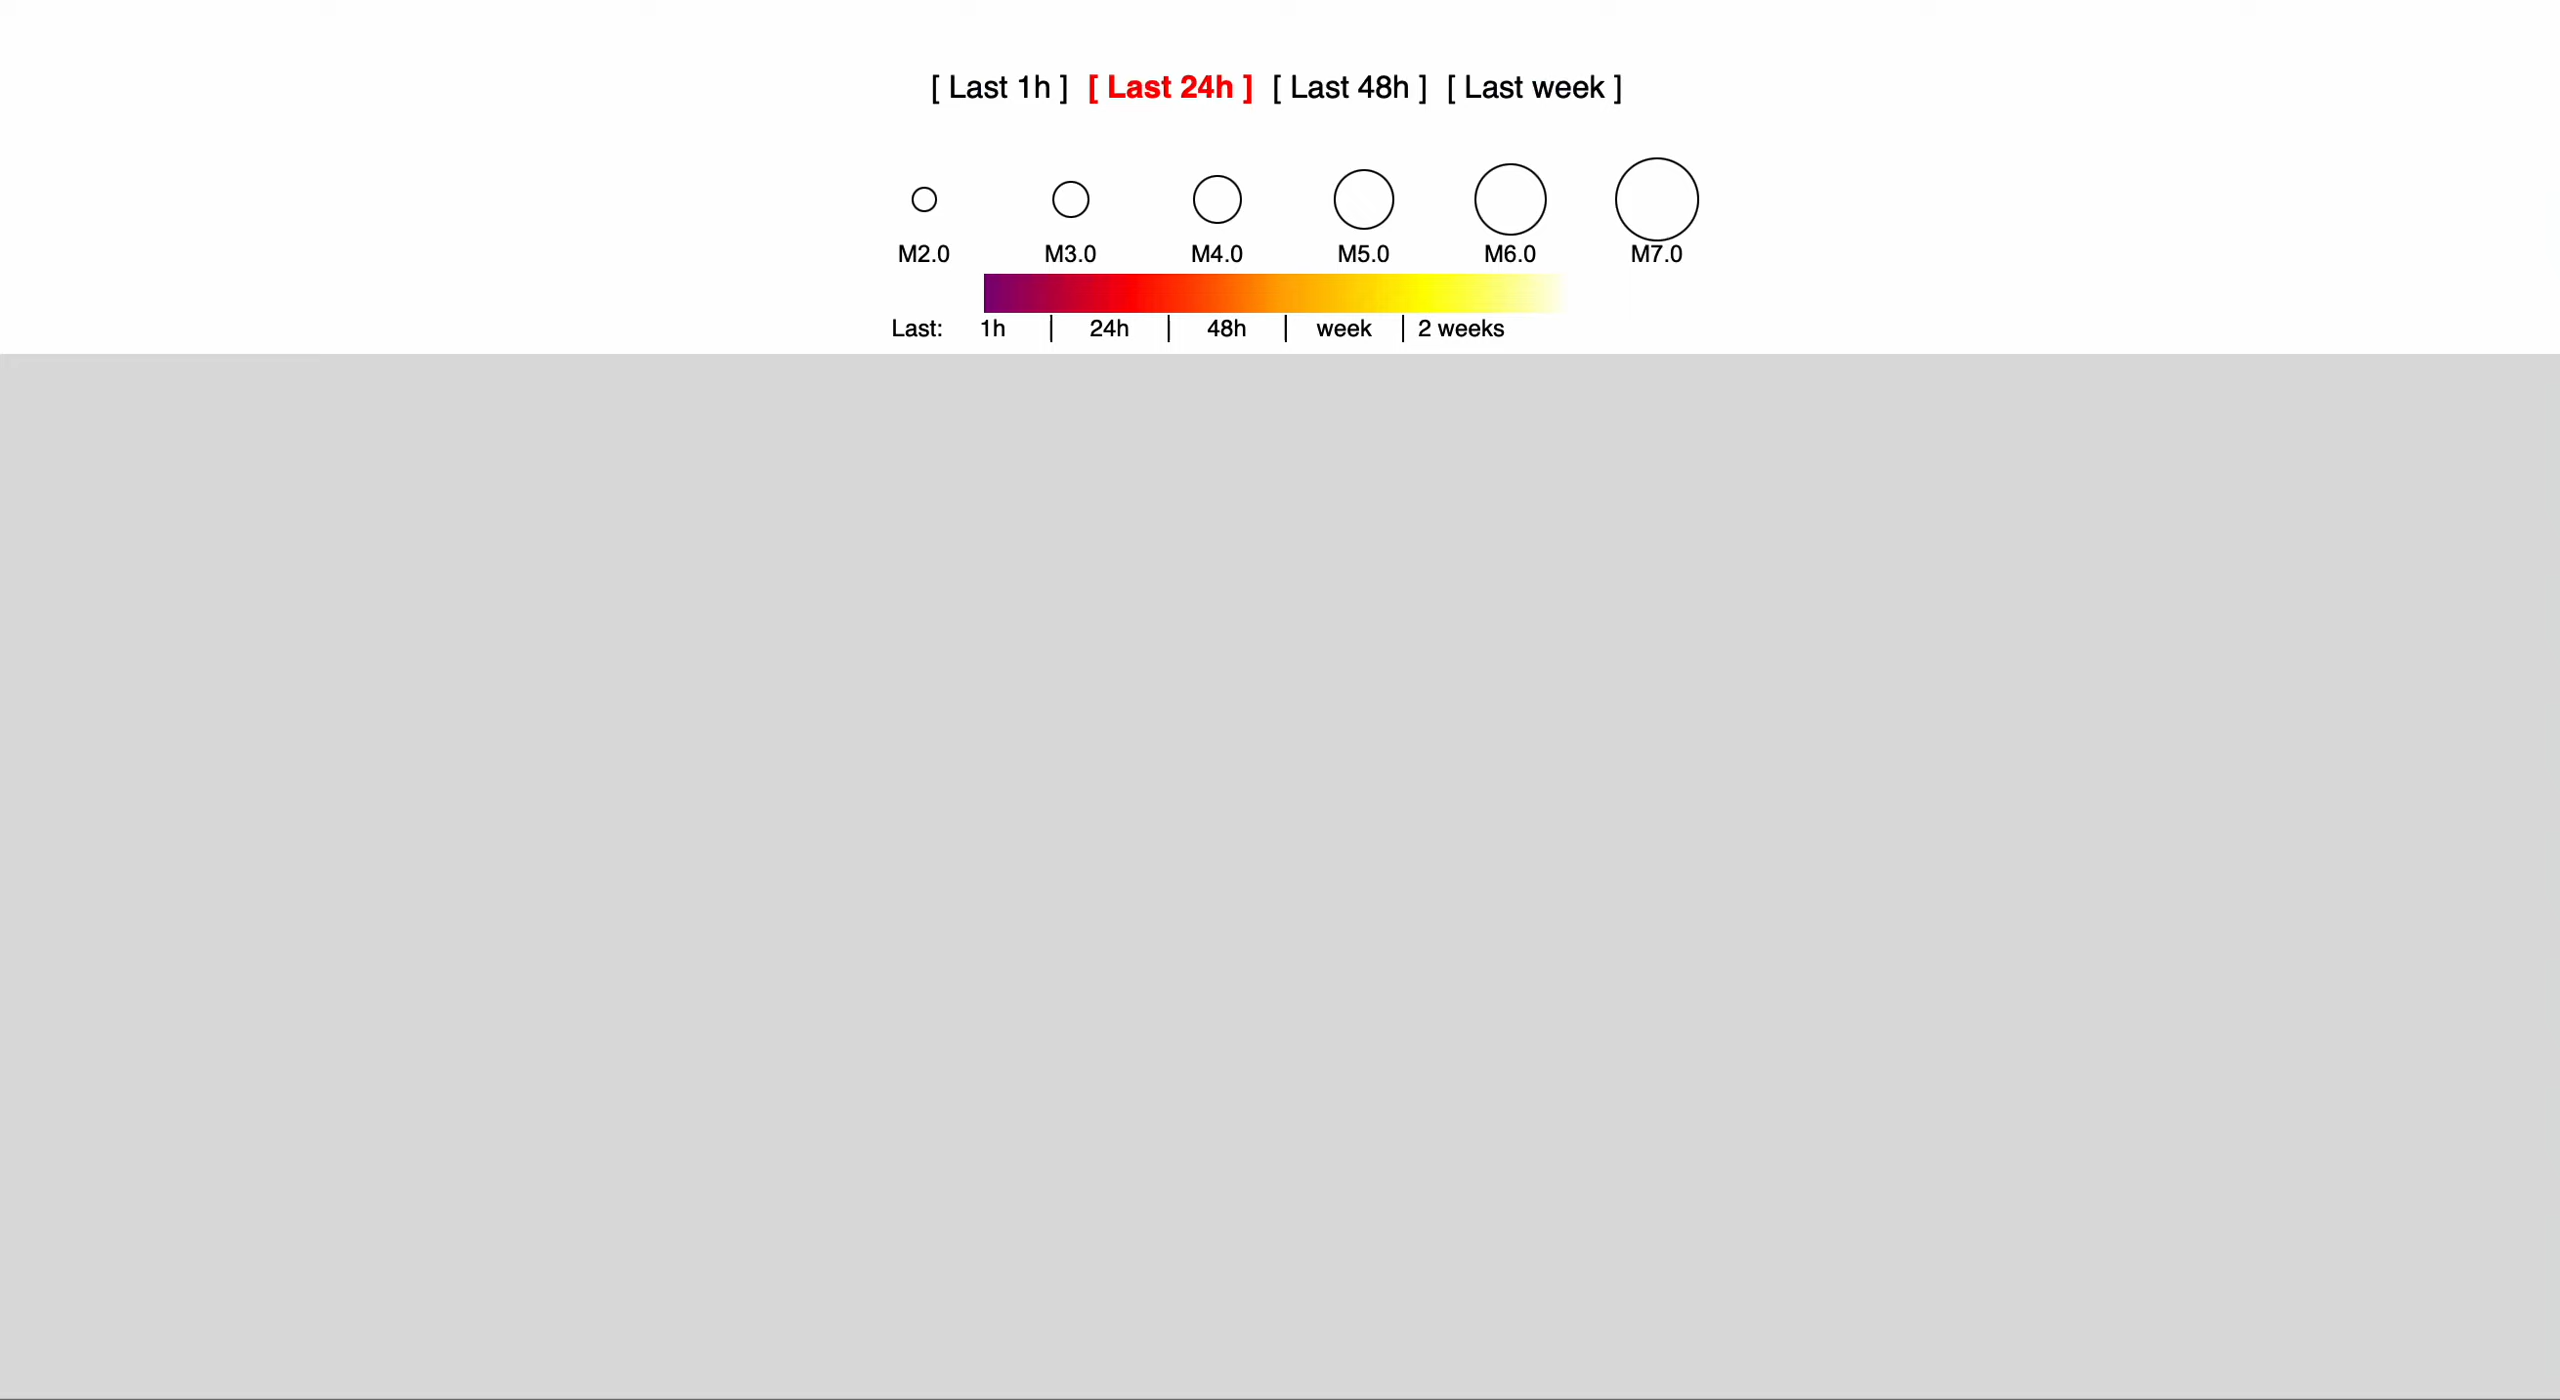 [ Last 1h ] [ Last 24h ] [ Last 48h ] [ Last week ]
M2.0 M3.0 M4.0 M5.0 M6.0 M7.0
Last: 1h | 24h | 48h | week | 2 weeks